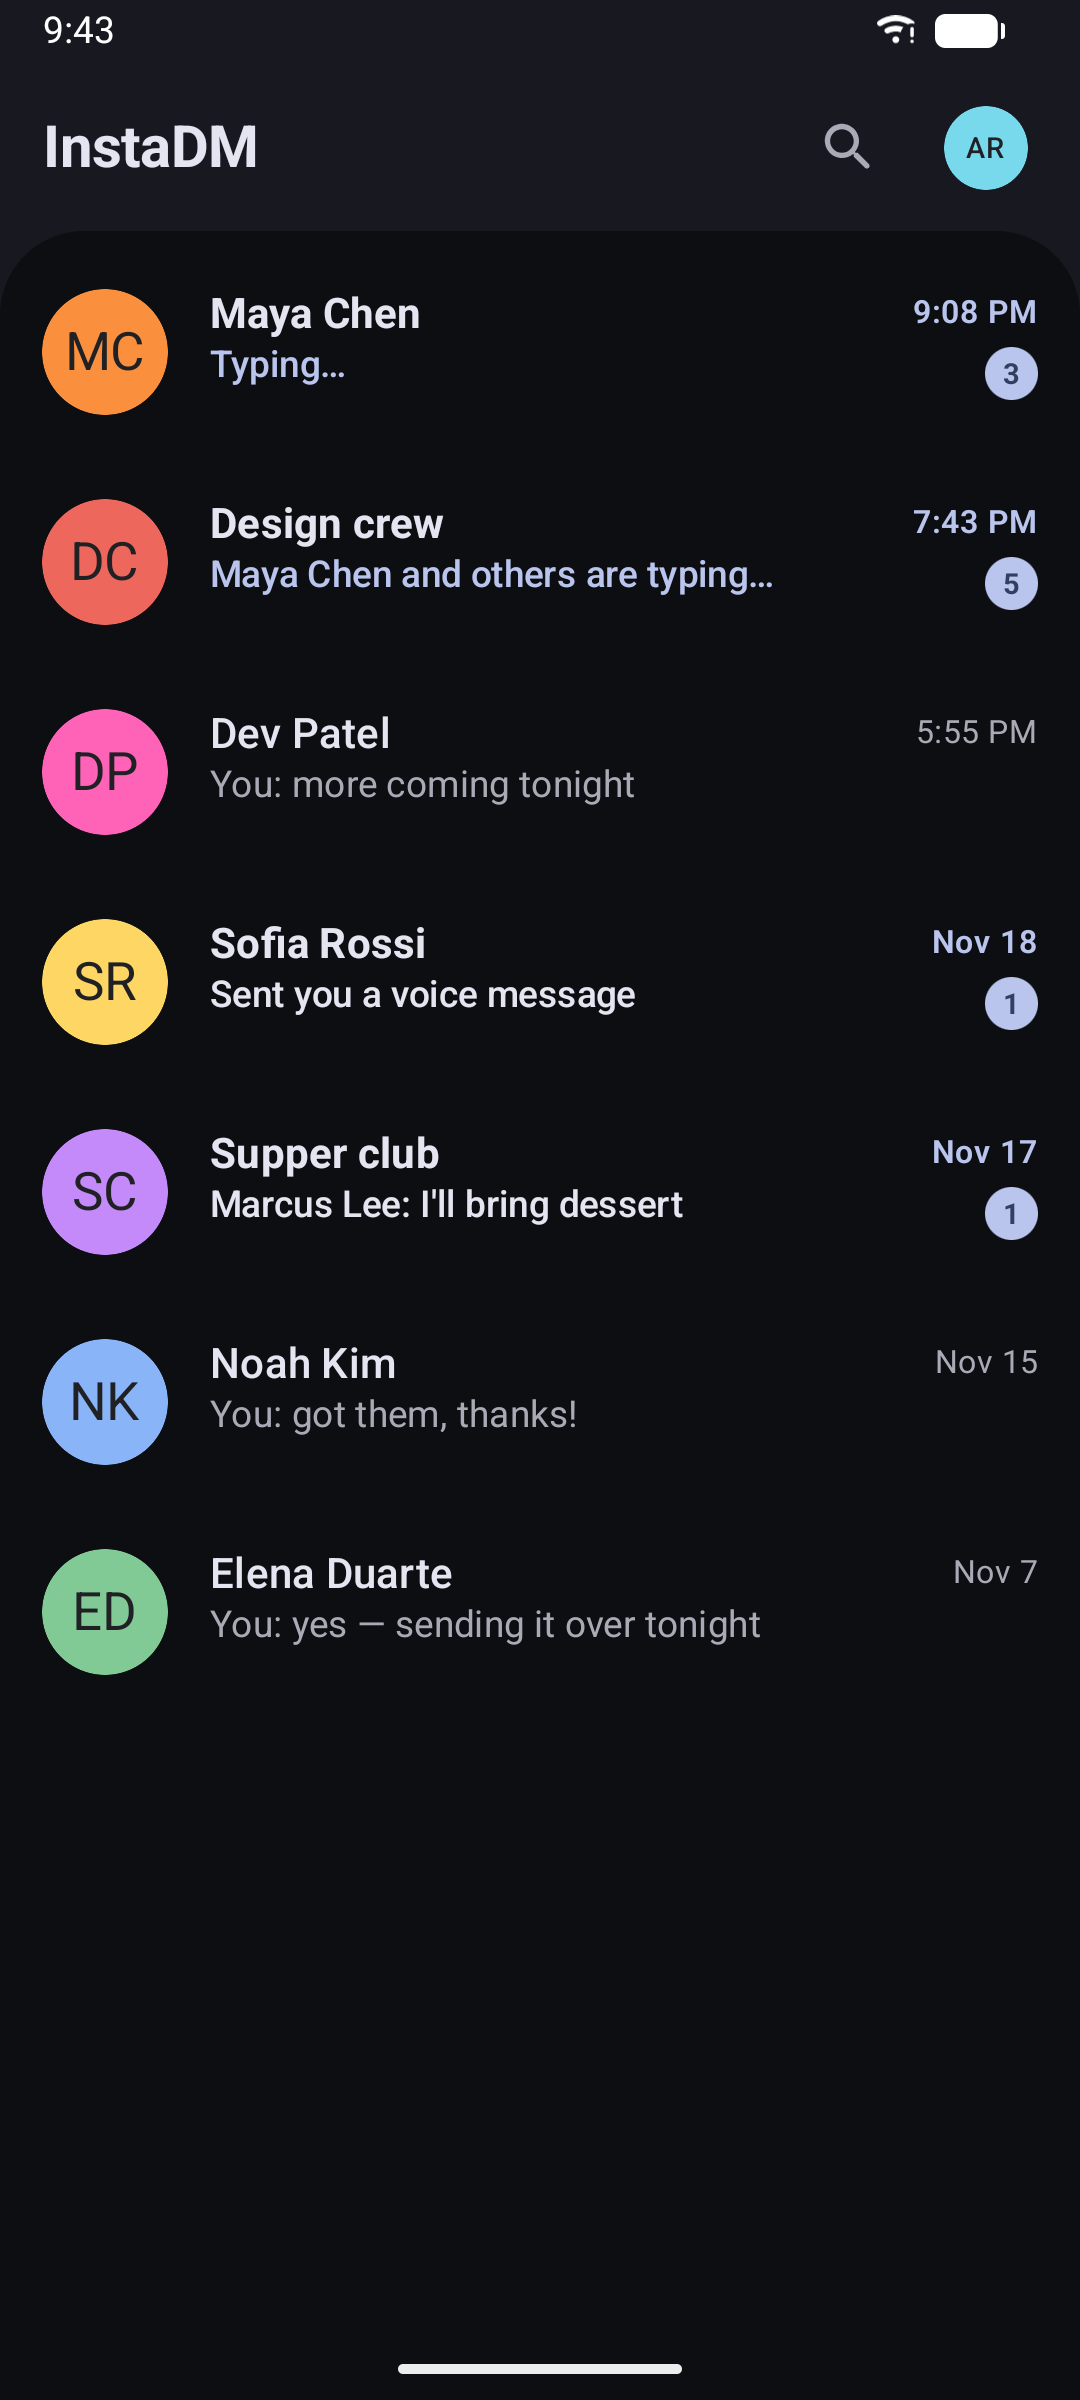 9:43
InstaDM
AR
MC
Maya Chen
9:08 PM
Typing...
3
DC
Design crew
7:43 PM
Maya Chen and others are typing...
5
DP
Dev Patel
5:55 PM
You: more coming tonight
SR
Sofia Rossi
Nov 18
Sent you a voice message
1
SC
Supper club
Nov 17
Marcus Lee: I'll bring dessert
1
NK
Noah Kim
Nov 15
You: got them, thanks!
ED
Elena Duarte
Nov 7
You: yes — sending it over tonight